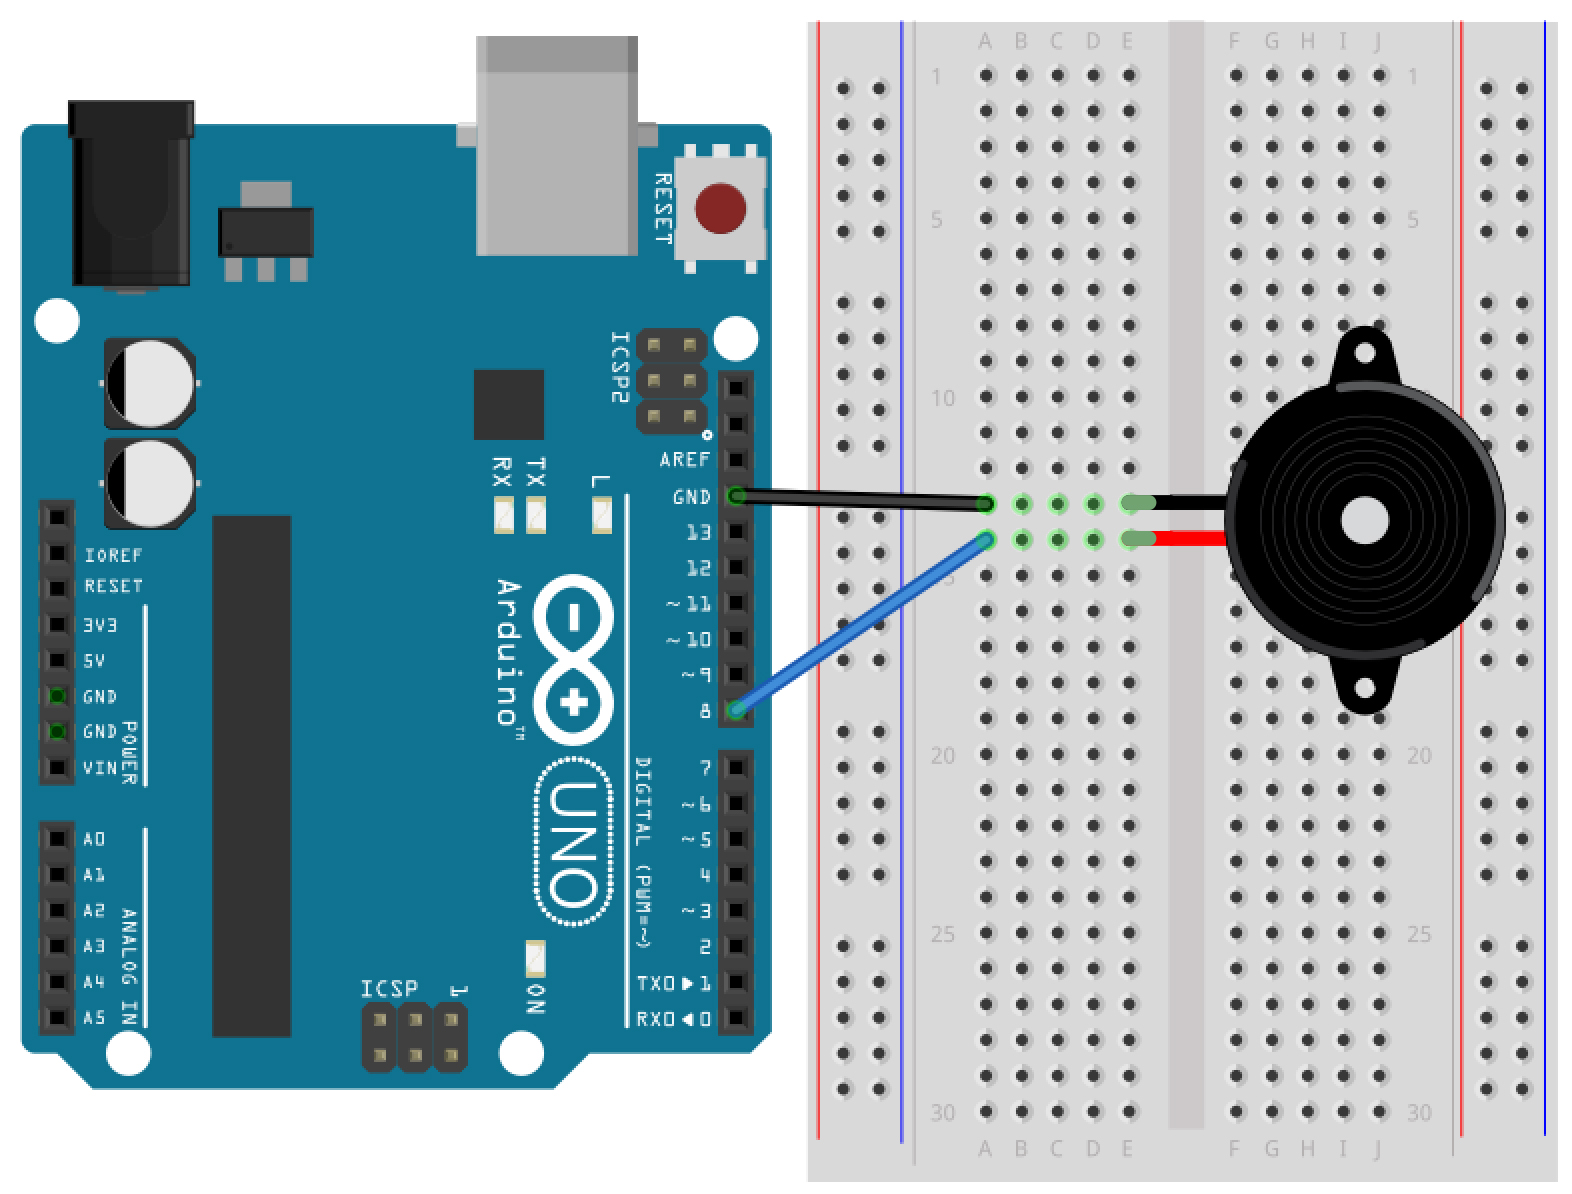 A B C D E F G H I J
1 1
5 5
10
20 20
25 25
30 30
A B C D E F G H I J
RESET
ICSP2
AREF
GND
13
12
~ 11
~ 10
~ 9
8
7
~ 6
~ 5
4
~ 3
2
TX0 ▶ 1
RX0 ◀ 0
RX
TX
L
Arduino™
UNO
DIGITAL (PWM=~)
IOREF
RESET
3V3
5V
GND
GND
VIN
POWER
A0
A1
A2
A3
A4
A5
ANALOG IN
ICSP
1
ON